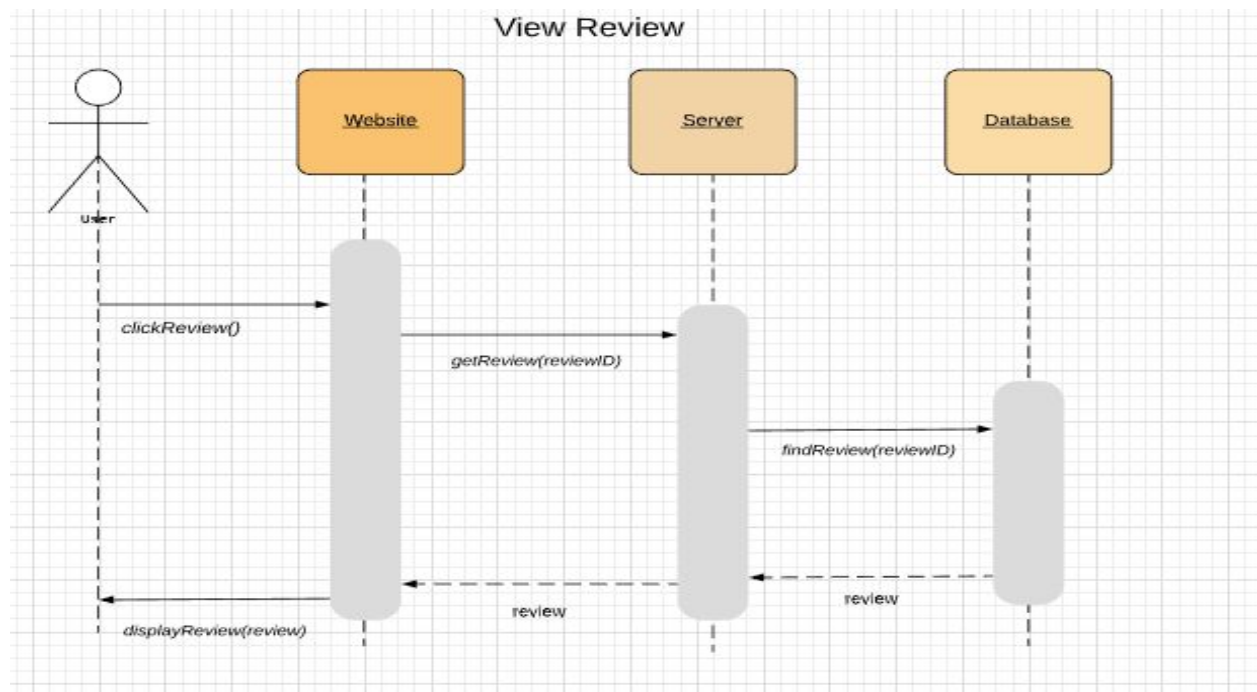 View Review
Website
Server
Database
User
clickReview()
getReview(reviewID)
findReview(reviewID)
review
review
displayReview(review)